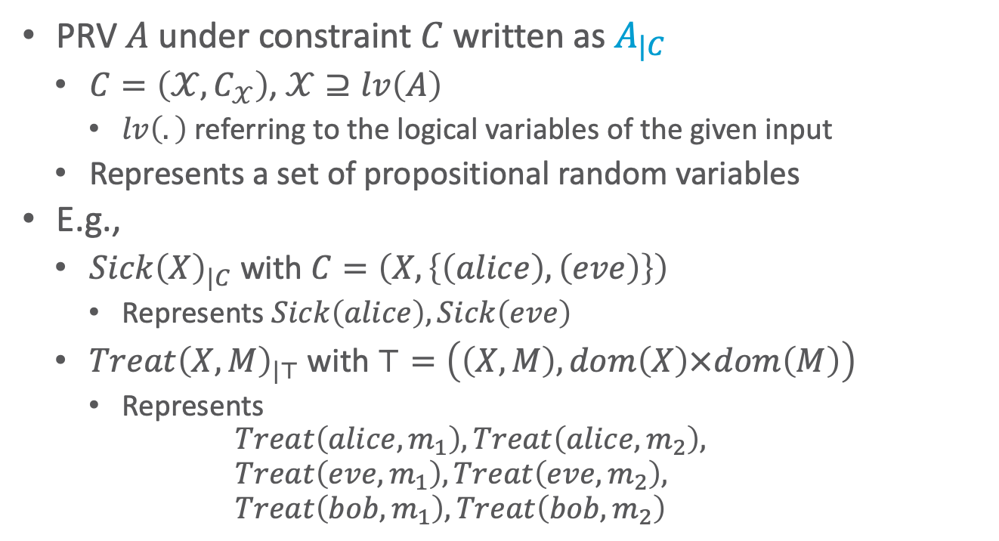 • PRV 𝐴 under constraint 𝐶 written as 𝐴|𝐶
• 𝐶 = (𝒳, 𝐶𝒳), 𝒳 ⊇ 𝑙𝑣(𝐴)
• 𝑙𝑣(. ) referring to the logical variables of the given input
• Represents a set of propositional random variables
• E.g.,
• 𝑆𝑖𝑐𝑘(𝑋)|𝐶 with 𝐶 = (𝑋, {(𝑎𝑙𝑖𝑐𝑒), (𝑒𝑣𝑒)})
• Represents 𝑆𝑖𝑐𝑘(𝑎𝑙𝑖𝑐𝑒), 𝑆𝑖𝑐𝑘(𝑒𝑣𝑒)
• 𝑇𝑟𝑒𝑎𝑡(𝑋, 𝑀)|⊤ with ⊤ = ((𝑋, 𝑀), 𝑑𝑜𝑚(𝑋)×𝑑𝑜𝑚(𝑀))
• Represents
𝑇𝑟𝑒𝑎𝑡(𝑎𝑙𝑖𝑐𝑒, 𝑚₁), 𝑇𝑟𝑒𝑎𝑡(𝑎𝑙𝑖𝑐𝑒, 𝑚₂),
𝑇𝑟𝑒𝑎𝑡(𝑒𝑣𝑒, 𝑚₁), 𝑇𝑟𝑒𝑎𝑡(𝑒𝑣𝑒, 𝑚₂),
𝑇𝑟𝑒𝑎𝑡(𝑏𝑜𝑏, 𝑚₁), 𝑇𝑟𝑒𝑎𝑡(𝑏𝑜𝑏, 𝑚₂)